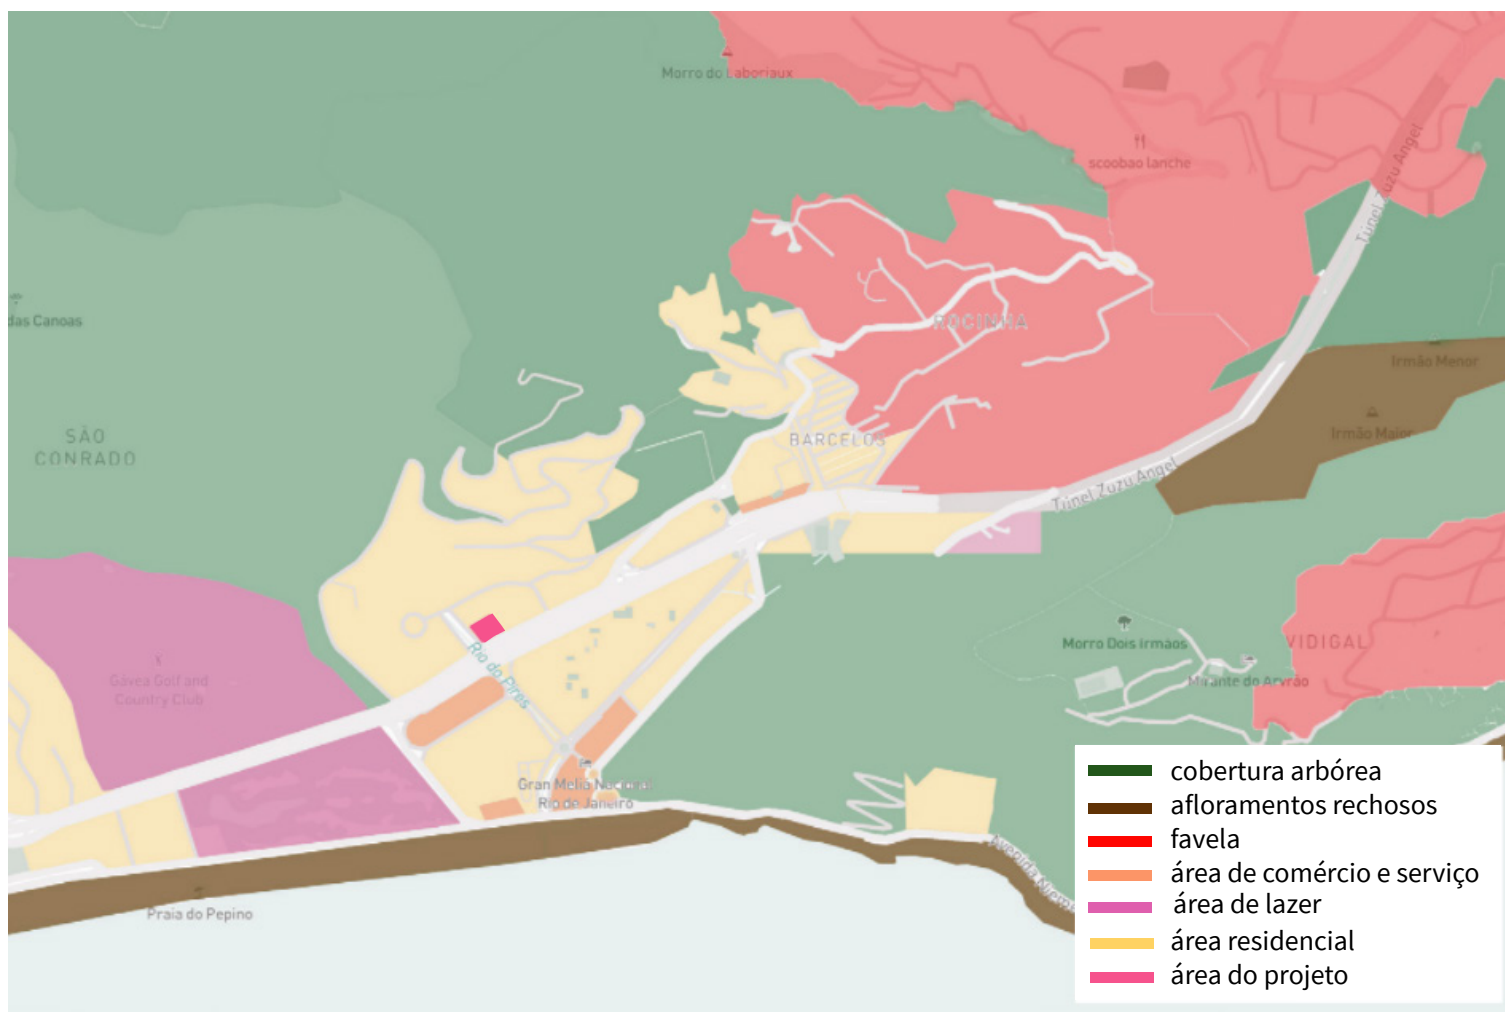 Morro do Laboriaux
scoobao lanche
Túnel Zuzu Angel
das Canoas
ROCINHA
Irmão Menor
Irmão Maior
SÃO
CONRADO
BARCELOS
Túnel Zuzu Angel
Morro Dois Irmãos
VIDIGAL
Mirante do Arvrão
Rio do Pires
Gávea Golf and
Country Club
Gran Meliá Nacional
Rio de Janeiro
Praia do Pepino
Avenida
cobertura arbórea
afloramentos rechosos
favela
área de comércio e serviço
área de lazer
área residencial
área do projeto